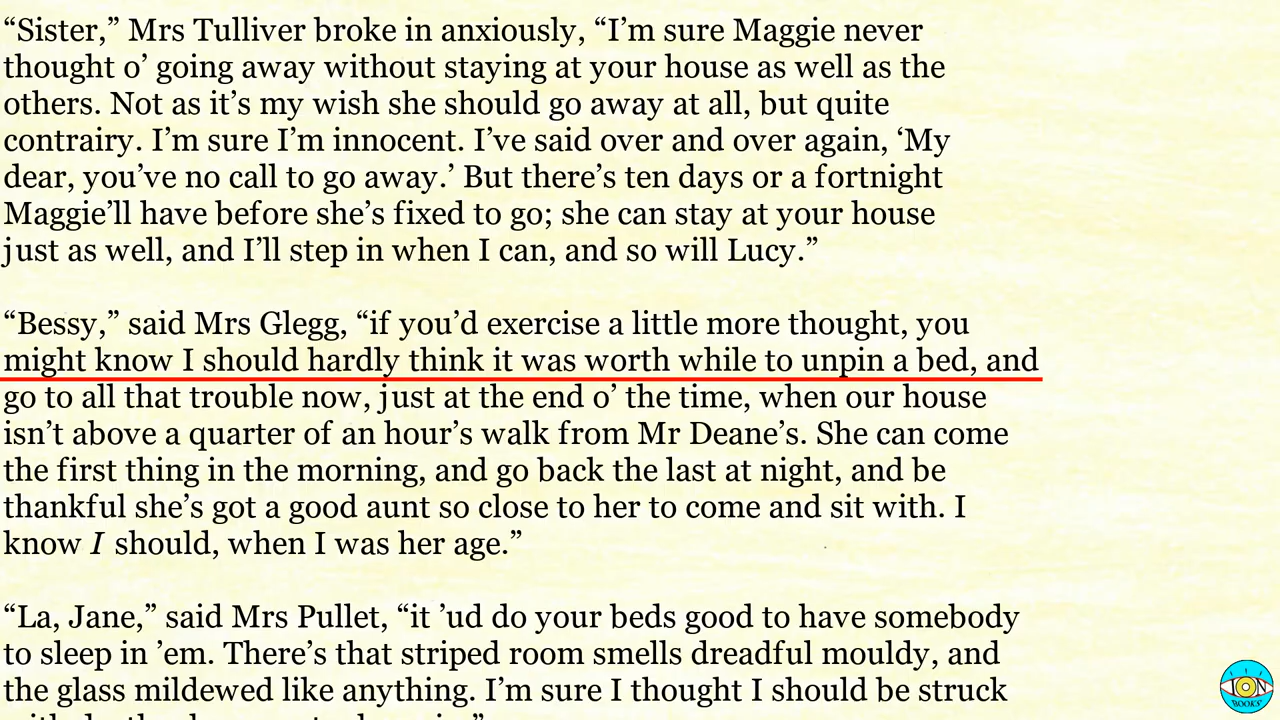 “Sister,” Mrs Tulliver broke in anxiously, “I’m sure Maggie never
thought o’ going away without staying at your house as well as the
others. Not as it’s my wish she should go away at all, but quite
contrairy. I’m sure I’m innocent. I’ve said over and over again, ‘My
dear, you’ve no call to go away.’ But there’s ten days or a fortnight
Maggie’ll have before she’s fixed to go; she can stay at your house
just as well, and I’ll step in when I can, and so will Lucy.”
“Bessy,” said Mrs Glegg, “if you’d exercise a little more thought, you
might know I should hardly think it was worth while to unpin a bed, and
go to all that trouble now, just at the end o’ the time, when our house
isn’t above a quarter of an hour’s walk from Mr Deane’s. She can come
the first thing in the morning, and go back the last at night, and be
thankful she’s got a good aunt so close to her to come and sit with. I
know I should, when I was her age.”
“La, Jane,” said Mrs Pullet, “it ’ud do your beds good to have somebody
to sleep in ’em. There’s that striped room smells dreadful mouldy, and
the glass mildewed like anything. I’m sure I thought I should be struck
ION
BOOKS